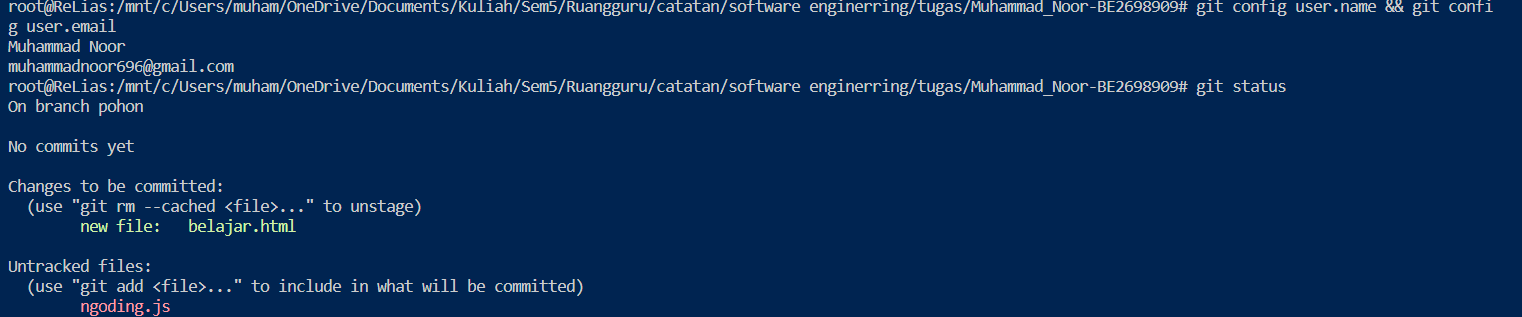 root@ReLias:/mnt/c/Users/muham/OneDrive/Documents/Kuliah/Sem5/Ruangguru/catatan/software enginerring/tugas/Muhammad_Noor-BE2698909# git config user.name && git confi
g user.email
Muhammad Noor
muhammadnoor696@gmail.com
root@ReLias:/mnt/c/Users/muham/OneDrive/Documents/Kuliah/Sem5/Ruangguru/catatan/software enginerring/tugas/Muhammad_Noor-BE2698909# git status
On branch pohon
No commits yet
Changes to be committed:
(use "git rm --cached <file>..." to unstage)
new file: belajar.html
Untracked files:
(use "git add <file>..." to include in what will be committed)
ngoding.js